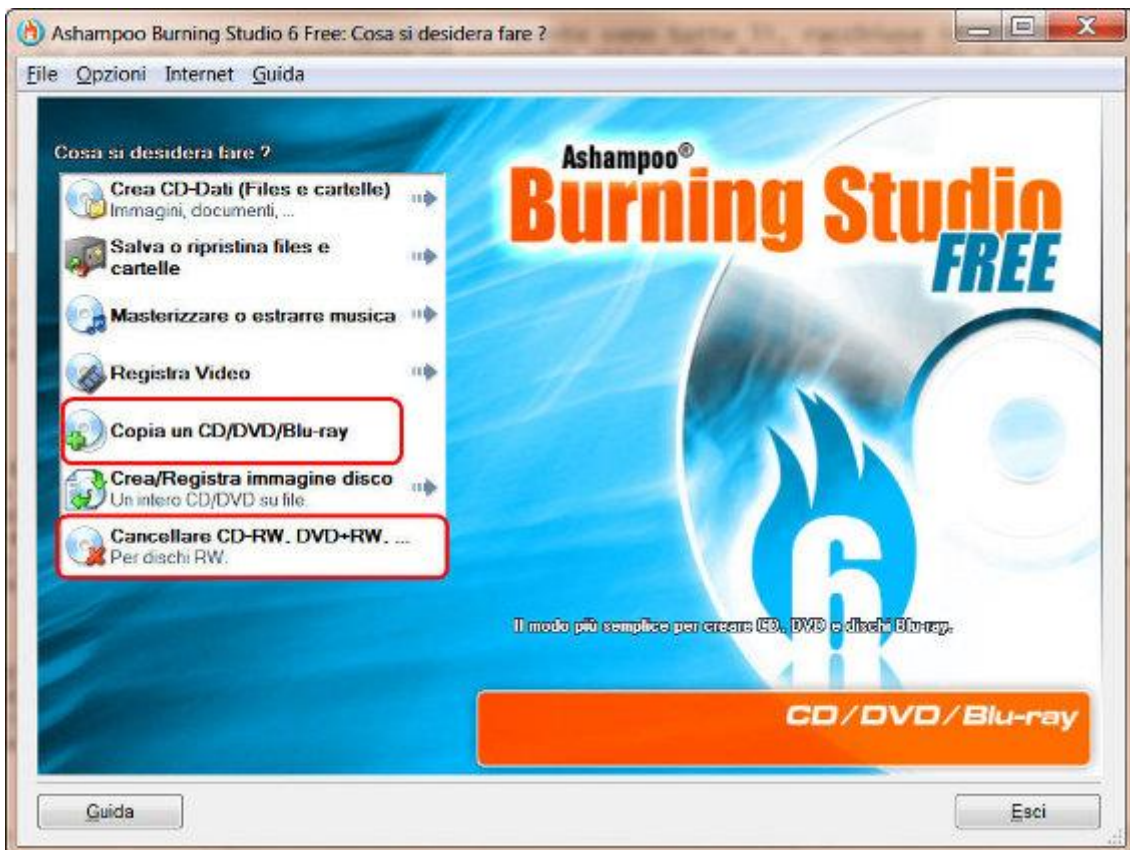 Ashampoo Burning Studio 6 Free: Cosa si desidera fare ?
File Opzioni Internet Guida
Cosa si desidera fare ?
Crea CD-Dati (Files e cartelle)
Immagini, documenti, ...
Salva o ripristina files e
cartelle
Masterizzare o estrarre musica
Registra Video
Copia un CD/DVD/Blu-ray
Crea/Registra immagine disco
Un intero CD/DVD su file.
Cancellare CD-RW, DVD+RW, ...
Per dischi RW.
Ashampoo®
Burning Studio
FREE
6
Il modo più semplice per creare CD, DVD e dischi Blu-ray.
CD/DVD/Blu-ray
Guida
Esci